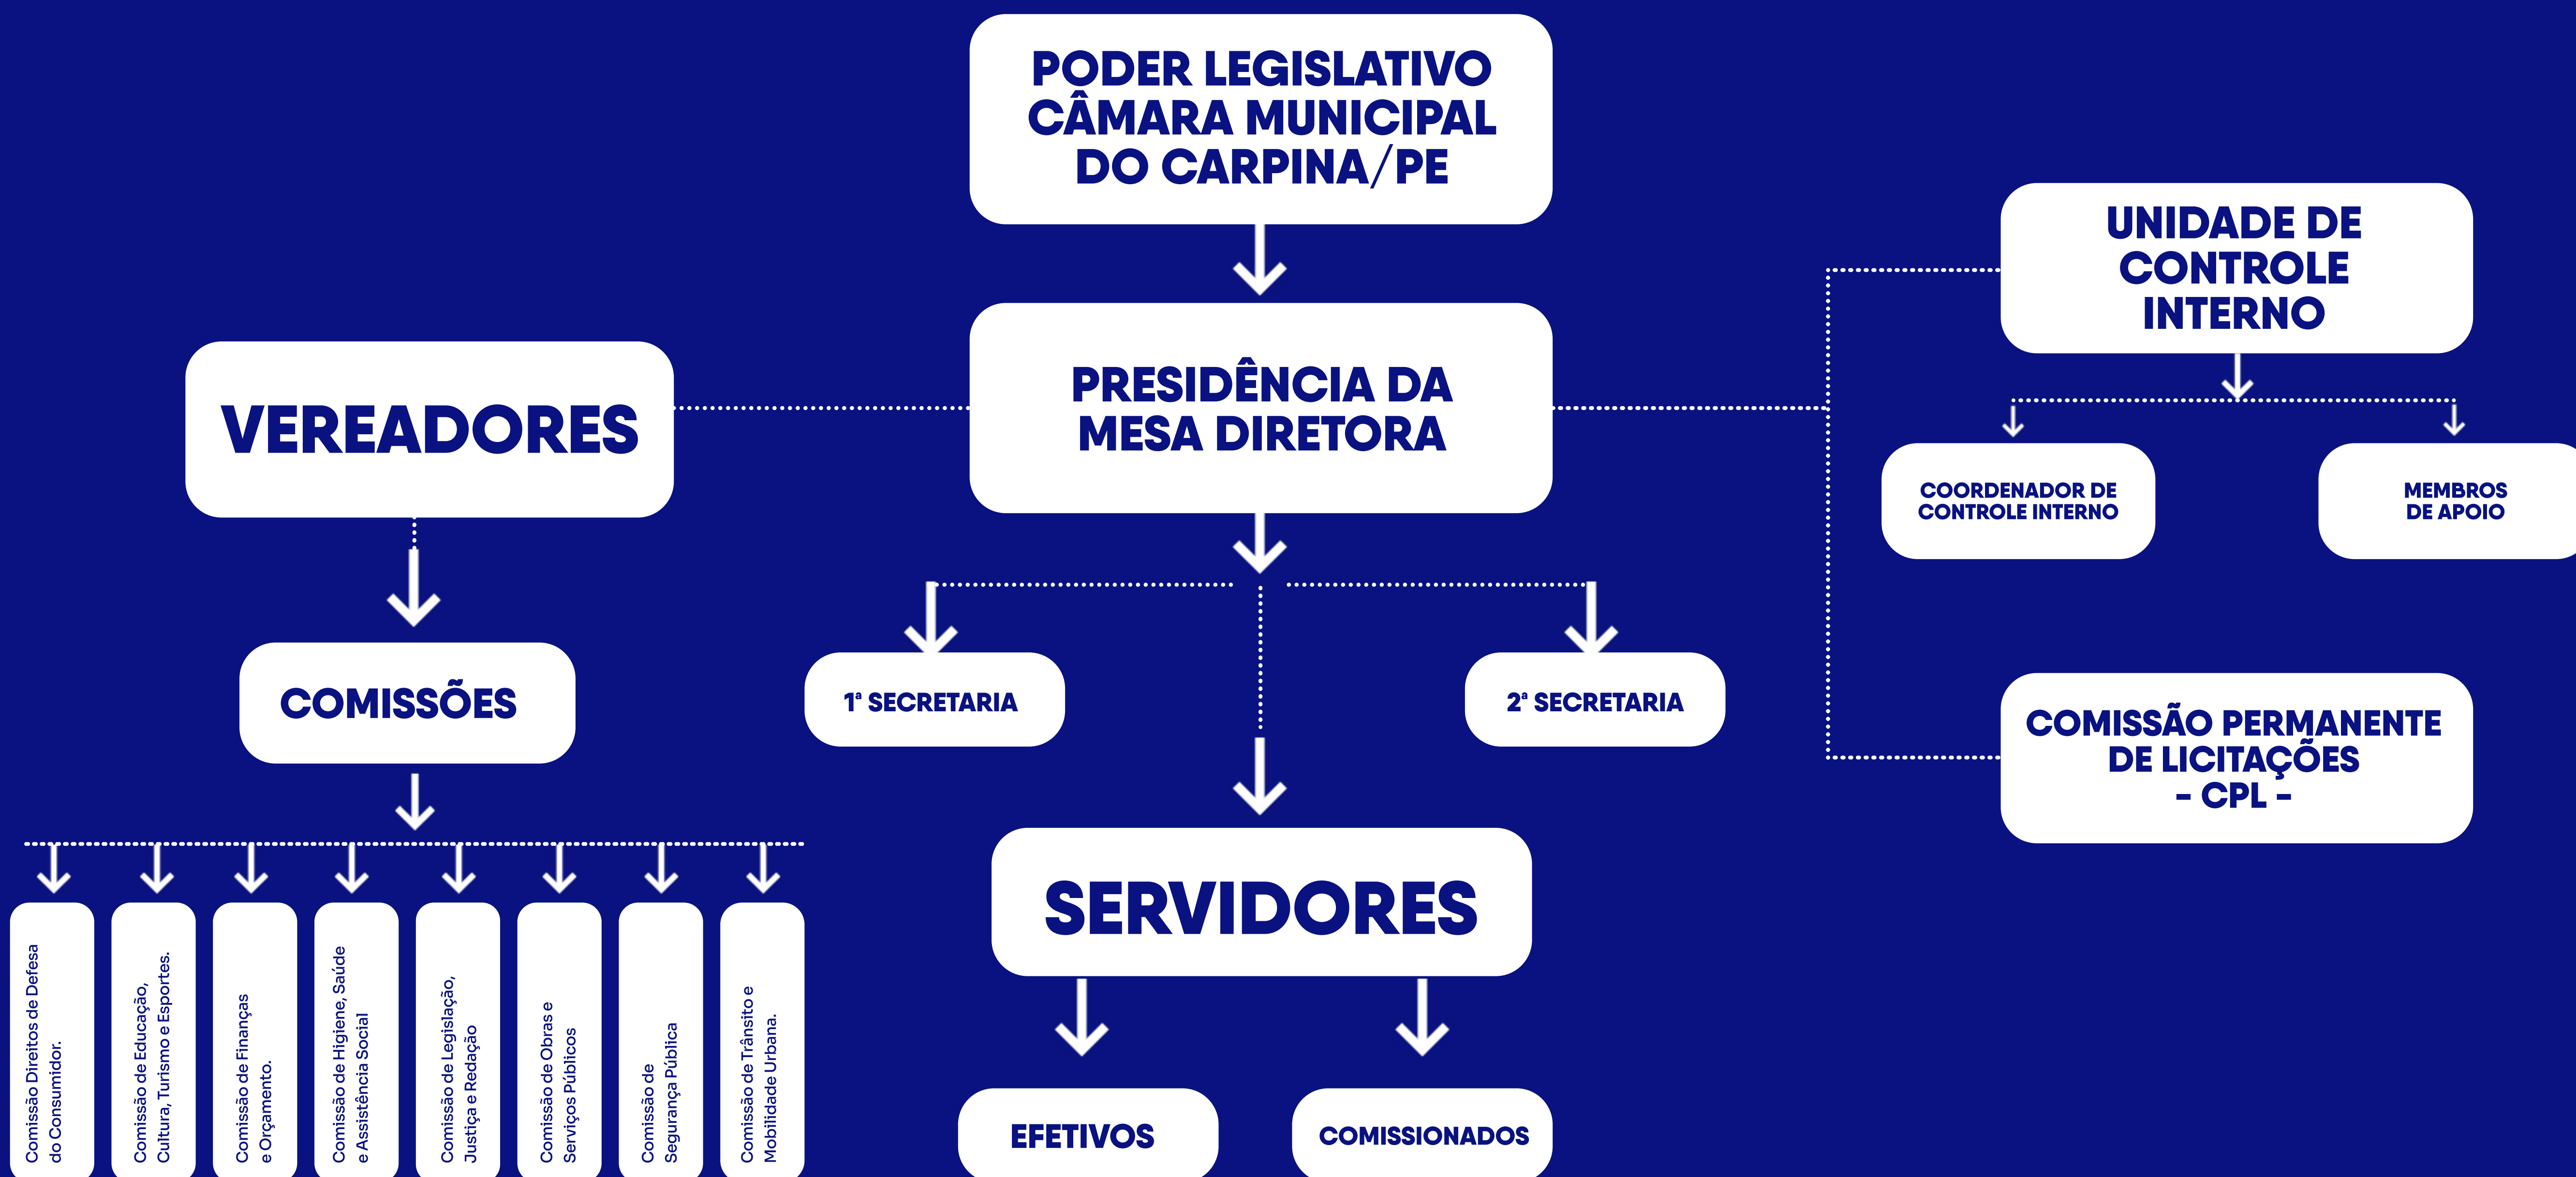 PODER LEGISLATIVO
CÂMARA MUNICIPAL
DO CARPINA/PE
UNIDADE DE
CONTROLE
INTERNO
VEREADORES
PRESIDÊNCIA DA
MESA DIRETORA
COORDENADOR DE
CONTROLE INTERNO
MEMBROS
DE APOIO
COMISSÕES
1ª SECRETARIA
2ª SECRETARIA
COMISSÃO PERMANENTE
DE LICITAÇÕES
- CPL -
SERVIDORES
Comissão Direitos de Defesa
do Consumidor.
Comissão de Educação,
Cultura, Turismo e Esportes.
Comissão de Finanças
e Orçamento.
Comissão de Higiene, Saúde
e Assistência Social
Comissão de Legislação,
Justiça e Redação
Comissão de Obras e
Serviços Públicos
Comissão de
Segurança Pública
Comissão de Trânsito e
Mobilidade Urbana.
EFETIVOS
COMISSIONADOS